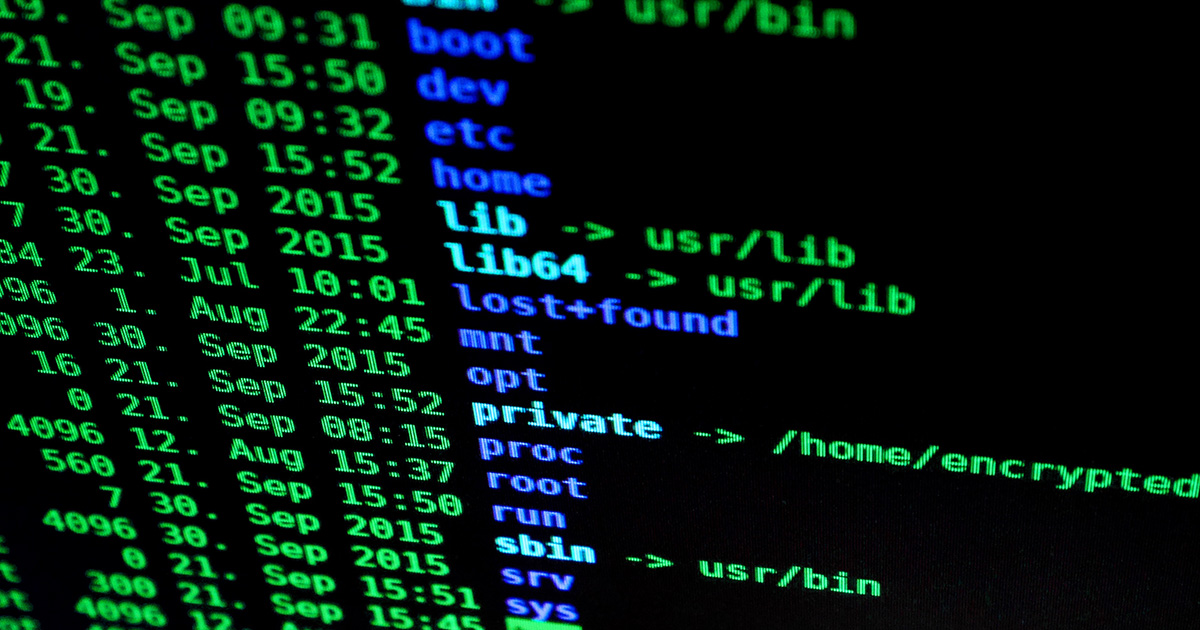 bin -> usr/bin
19. Sep 09:31 boot
21. Sep 15:50 dev
19. Sep 09:32 etc
21. Sep 15:52 home
7 30. Sep 2015 lib -> usr/lib
7 30. Sep 2015 lib64 -> usr/lib
84 23. Jul 10:01 lost+found
096 1. Aug 22:45 mnt
096 30. Sep 2015 opt
16 21. Sep 15:52 private -> /home/encrypted
0 21. Sep 08:15 proc
4096 12. Aug 15:37 root
560 21. Sep 15:50 run
7 30. Sep 2015 sbin -> usr/bin
4096 30. Sep 2015 srv
0 21. Sep 15:51 sys
300 21. Sep 15:45
4096 12.